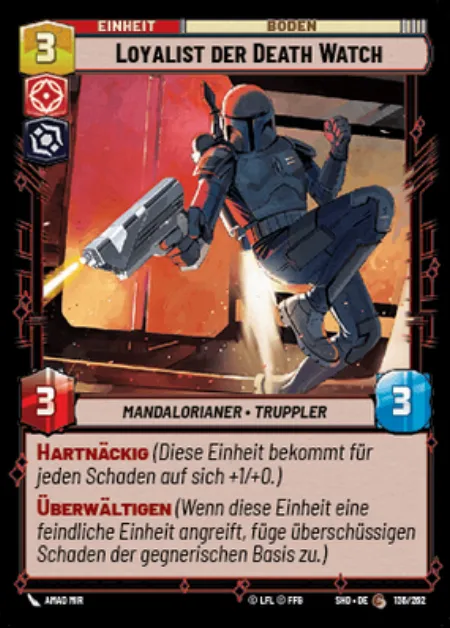 EINHEIT
BODEN
3
LOYALIST DER DEATH WATCH
3
MANDALORIANER • TRUPPLER
3
HARTNÄCKIG (Diese Einheit bekommt für
jeden Schaden auf sich +1/+0.)
ÜBERWÄLTIGEN (Wenn diese Einheit eine
feindliche Einheit angreift, füge überschüssigen
Schaden der gegnerischen Basis zu.)
AMAD MIR
© LFL Ⓟ FFG
SHD • DE
C
136/262